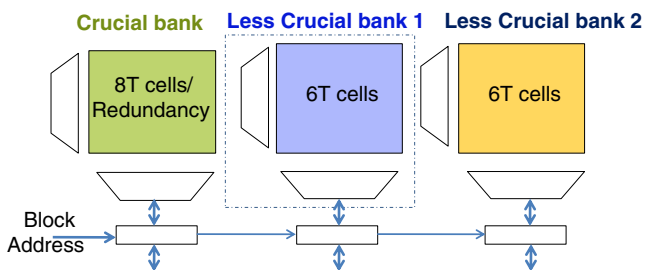 Crucial bank
Less Crucial bank 1
Less Crucial bank 2
8T cells/
Redundancy
6T cells
6T cells
Block
Address